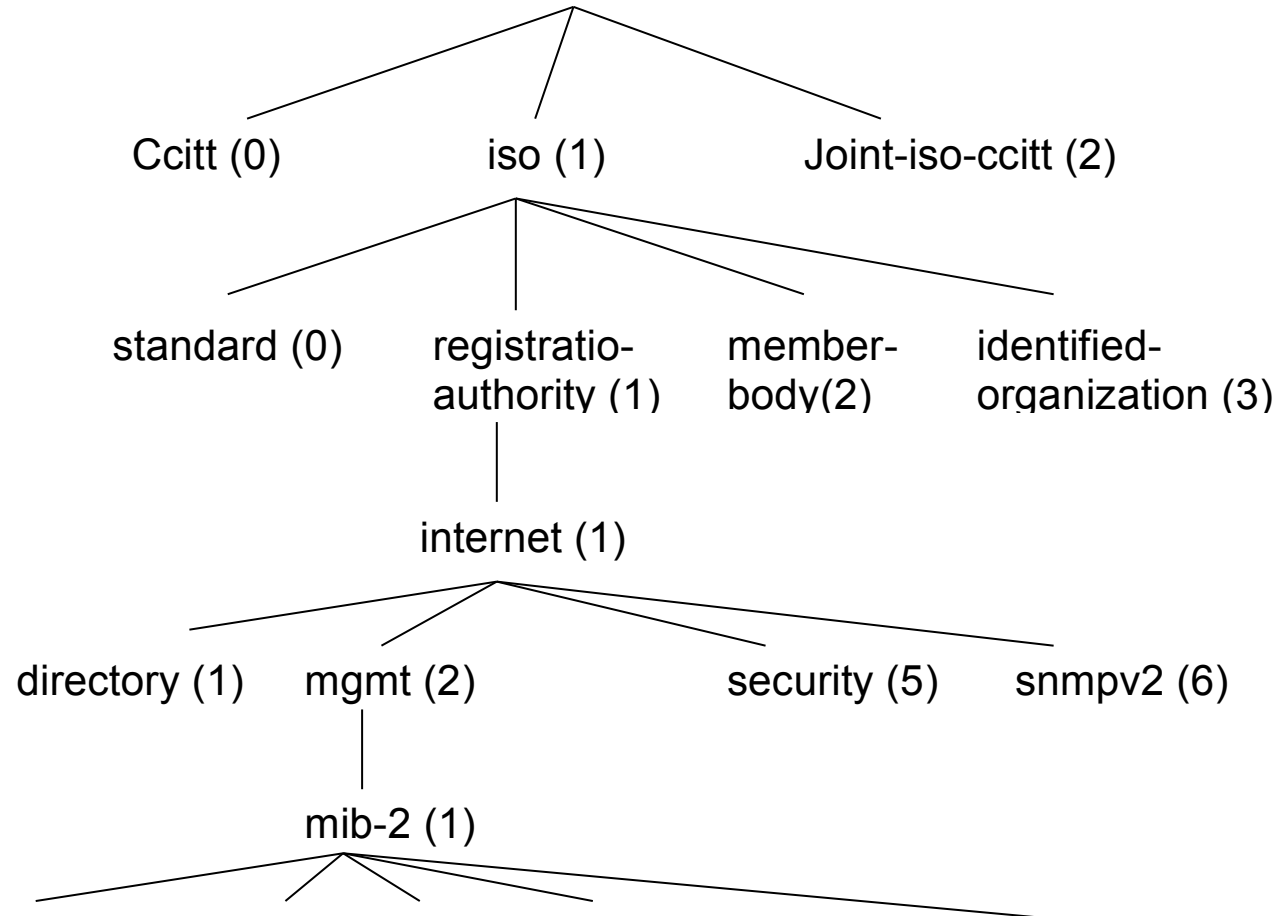 Ccitt (0) iso (1) Joint-iso-ccitt (2)
standard (0) registratio- member- identified-
authority (1) body(2) organization (3)
internet (1)
directory (1) mgmt (2) security (5) snmpv2 (6)
mib-2 (1)